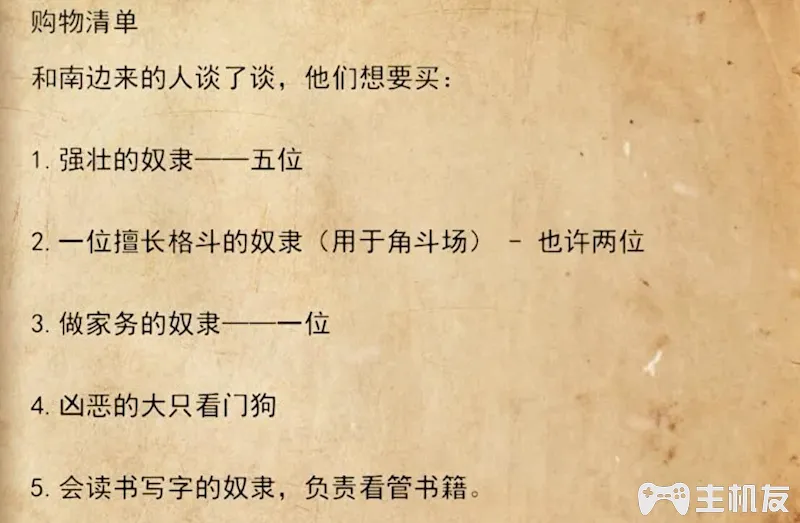 购物清单
和南边来的人谈了谈，他们想要买：
1. 强壮的奴隶——五位
2. 一位擅长格斗的奴隶（用于角斗场） - 也许两位
3. 做家务的奴隶——一位
4. 凶恶的大只看门狗
5. 会读书写字的奴隶，负责看管书籍。
主机友